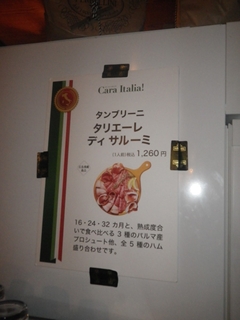 Cara Italia!
タンブリーニ
タリエーレ
ディ サルーミ
(1人前)税込 1,260円
16・24・32 カ月と、熟成度合
いで食べ比べる 3 種のパルマ産
プロシュート他、全 5 種のハム
盛り合わせです。